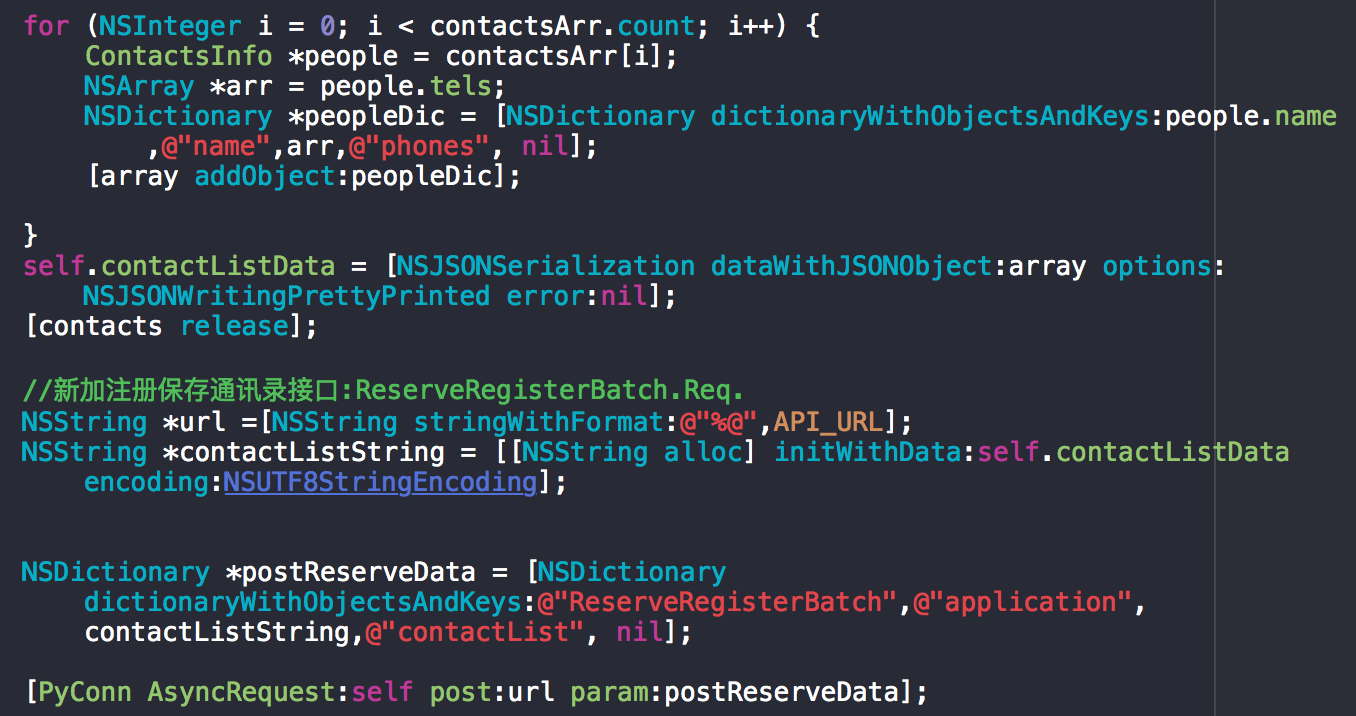 for (NSInteger i = 0; i < contactsArr.count; i++) {
ContactsInfo *people = contactsArr[i];
NSArray *arr = people.tels;
NSDictionary *peopleDic = [NSDictionary dictionaryWithObjectsAndKeys:people.name
,@"name",arr,@"phones", nil];
[array addObject:peopleDic];
}
self.contactListData = [NSJSONSerialization dataWithJSONObject:array options:
NSJSONWritingPrettyPrinted error:nil];
[contacts release];
//新加注册保存通讯录接口:ReserveRegisterBatch.Req.
NSString *url =[NSString stringWithFormat:@"%@",API_URL];
NSString *contactListString = [[NSString alloc] initWithData:self.contactListData
encoding:NSUTF8StringEncoding];
NSDictionary *postReserveData = [NSDictionary
dictionaryWithObjectsAndKeys:@"ReserveRegisterBatch",@"application",
contactListString,@"contactList", nil];
[PyConn AsyncRequest:self post:url param:postReserveData];